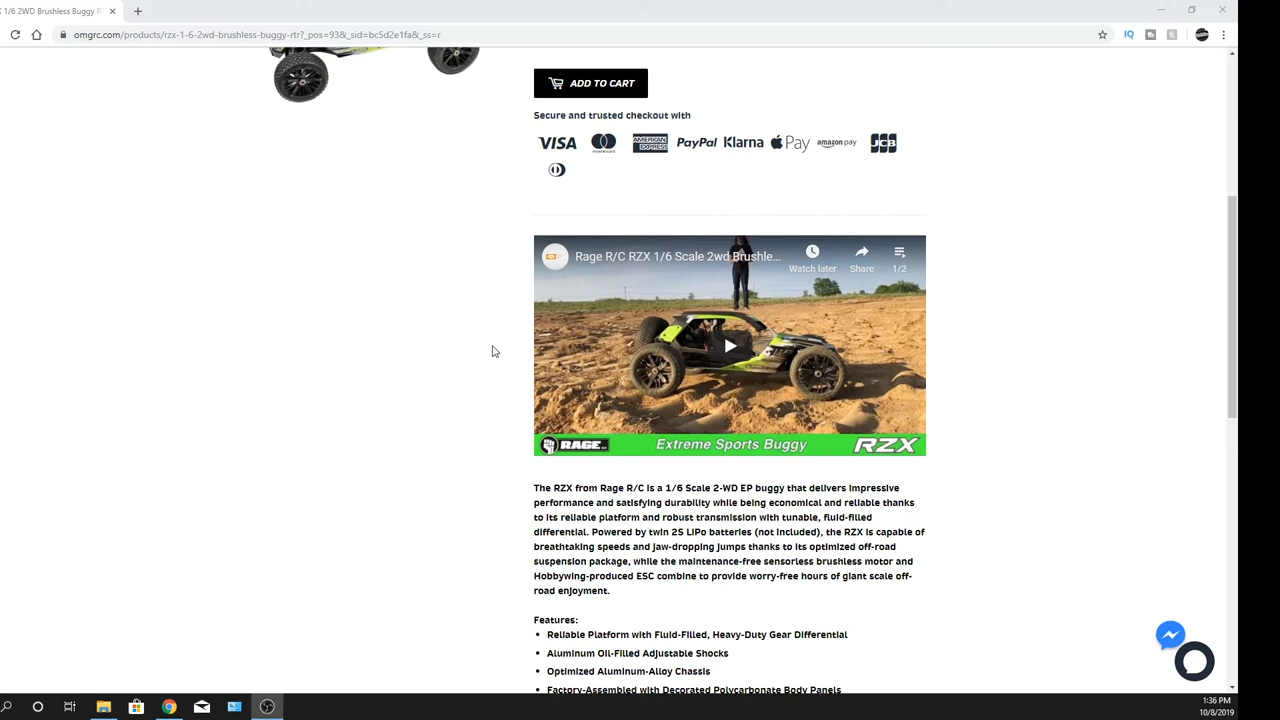 1/6 2WD Brushless Buggy R
omgrc.com/products/rzx-1-6-2wd-brushless-buggy-rtr?_pos=93&_sid=bc5d2e1fa&_ss=r
IQ
ADD TO CART
Secure and trusted checkout with
VISA mastercard AMERICAN EXPRESS PayPal Klarna Apple Pay amazon pay JCB
Rage R/C RZX 1/6 Scale 2wd Brushle...
Watch later Share 1/2
RAGE R/C Extreme Sports Buggy RZX
The RZX from Rage R/C is a 1/6 Scale 2-WD EP buggy that delivers impressive
performance and satisfying durability while being economical and reliable thanks
to its reliable platform and robust transmission with tunable, fluid-filled
differential. Powered by twin 2S LiPo batteries (not included), the RZX is capable of
breathtaking speeds and jaw-dropping jumps thanks to its optimized off-road
suspension package, while the maintenance-free sensorless brushless motor and
Hobbywing-produced ESC combine to provide worry-free hours of giant scale off-
road enjoyment.
Features:
• Reliable Platform with Fluid-Filled, Heavy-Duty Gear Differential
• Aluminum Oil-Filled Adjustable Shocks
• Optimized Aluminum-Alloy Chassis
• Factory-Assembled with Decorated Polycarbonate Body Panels
1:36 PM
10/8/2019